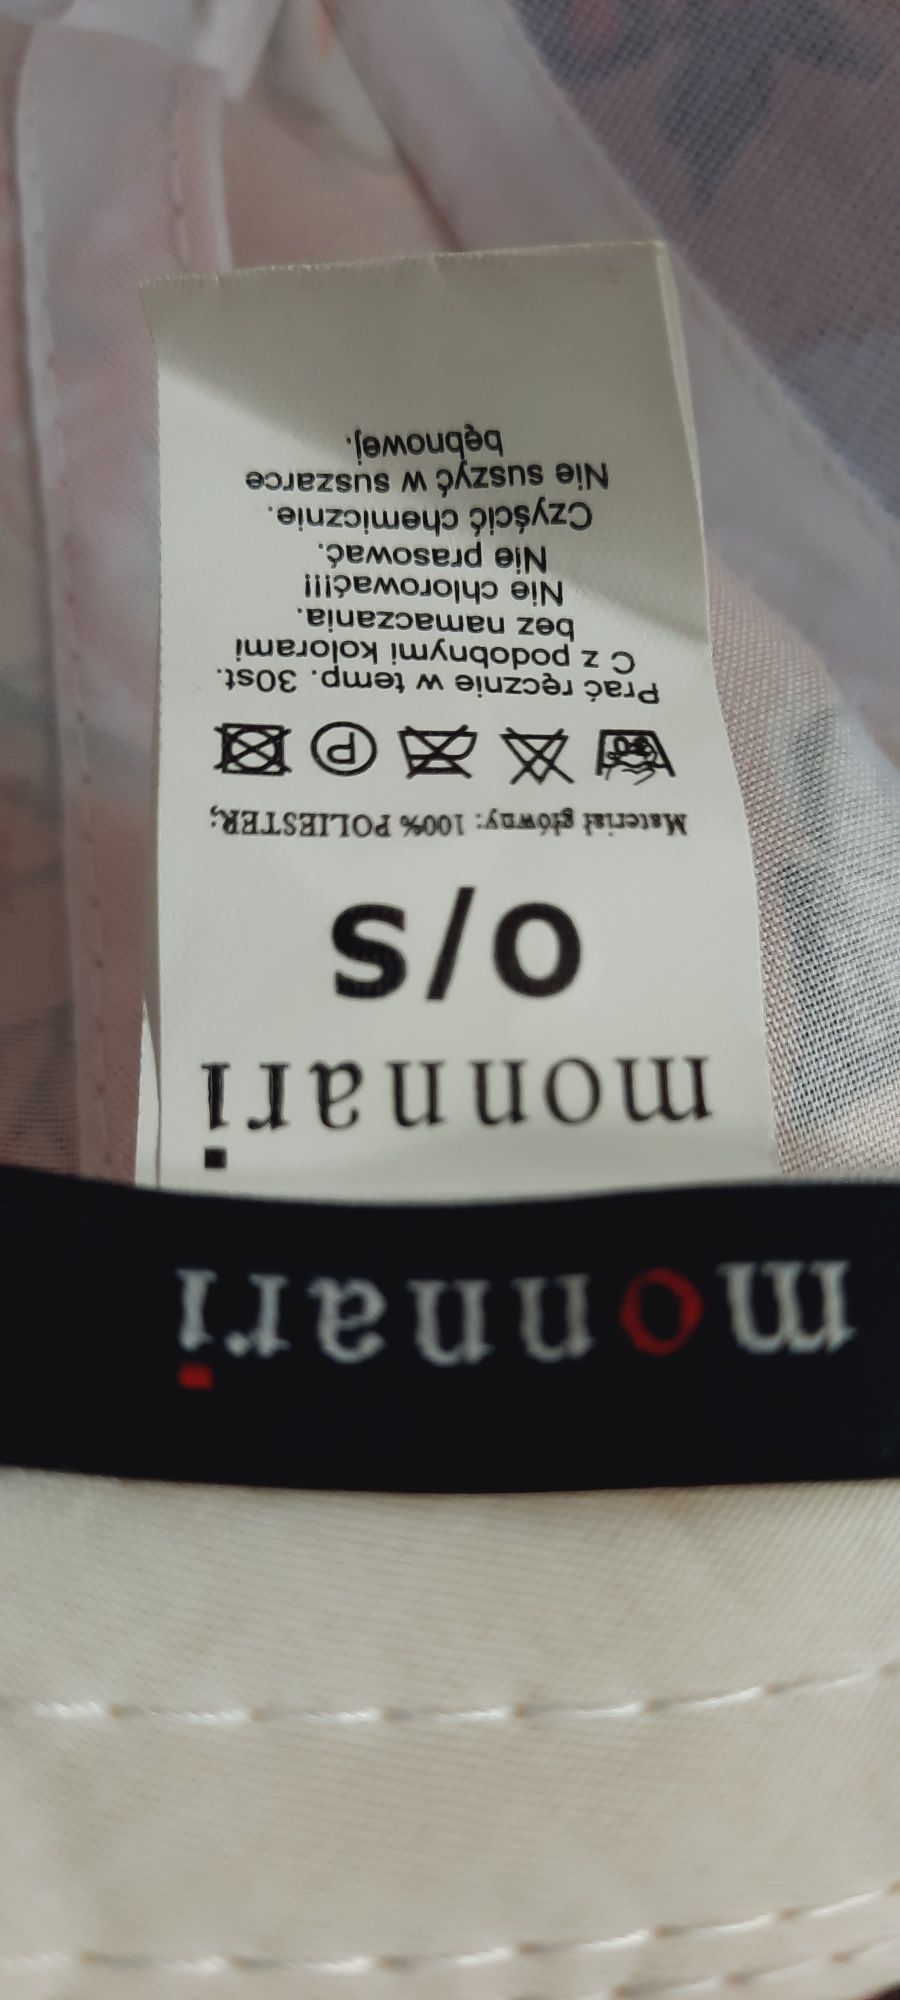 monnari
monnari
o/s
Materiał główny: 100% POLIESTER;
30
P
Prać ręcznie w temp. 30st.
C z podobnymi kolorami
bez namaczania.
Nie chlorować!!!
Nie prasować.
Czyścić chemicznie.
Nie suszyć w suszarce
bębnowej.